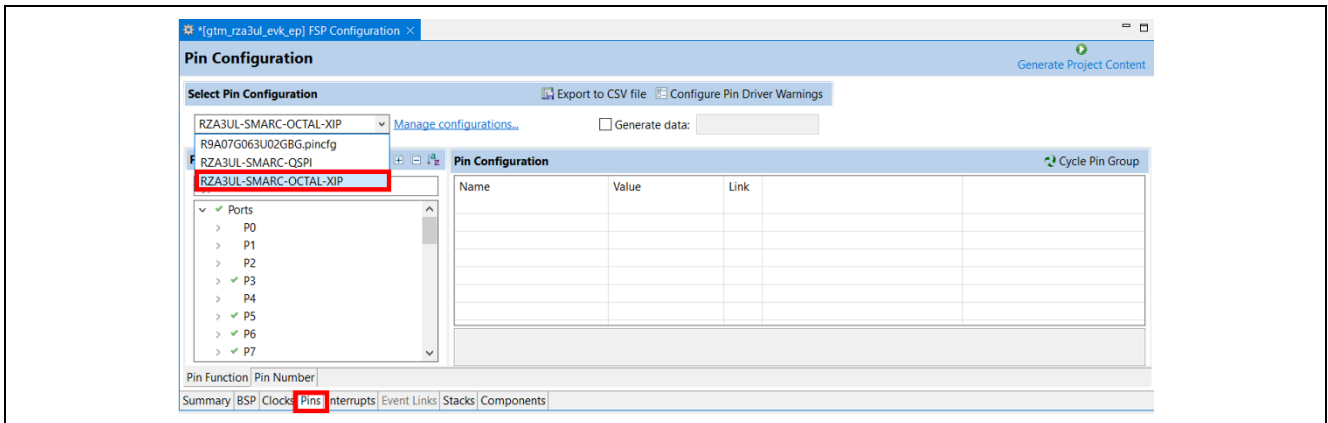 *[gtm_rza3ul_evk_ep] FSP Configuration
Pin Configuration
Generate Project Content
Select Pin Configuration
Export to CSV file
Configure Pin Driver Warnings
RZA3UL-SMARC-OCTAL-XIP
Manage configurations...
Generate data:
R9A07G063U02GBG.pincfg
RZA3UL-SMARC-QSPI
RZA3UL-SMARC-OCTAL-XIP
Pin Configuration
Cycle Pin Group
Name Value Link
Ports
P0
P1
P2
P3
P4
P5
P6
P7
Pin Function Pin Number
Summary BSP Clocks Pins nterrupts Event Links Stacks Components